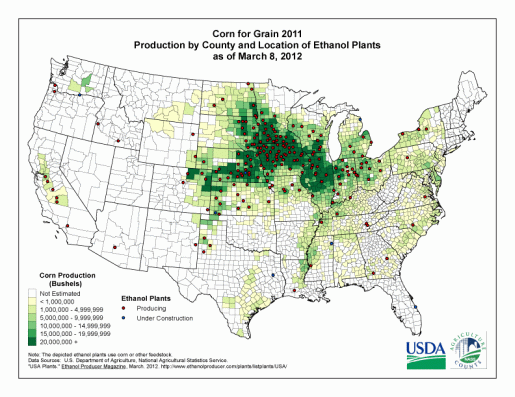 Corn for Grain 2011
Production by County and Location of Ethanol Plants
as of March 8, 2012
Corn Production
(Bushels)
Not Estimated
< 1,000,000
1,000,000 - 4,999,999
5,000,000 - 9,999,999
10,000,000 - 14,999,999
15,000,000 - 19,999,999
20,000,000 +
Ethanol Plants
Producing
Under Construction
Note: The depicted ethanol plants use corn or other feedstock.
Data Sources: U.S. Department of Agriculture, National Agricultural Statistics Service.
"USA Plants." Ethanol Producer Magazine, March. 2012. http://www.ethanolproducer.com/plants/listplants/USA/
USDA
AGRICULTURE
COUNTS